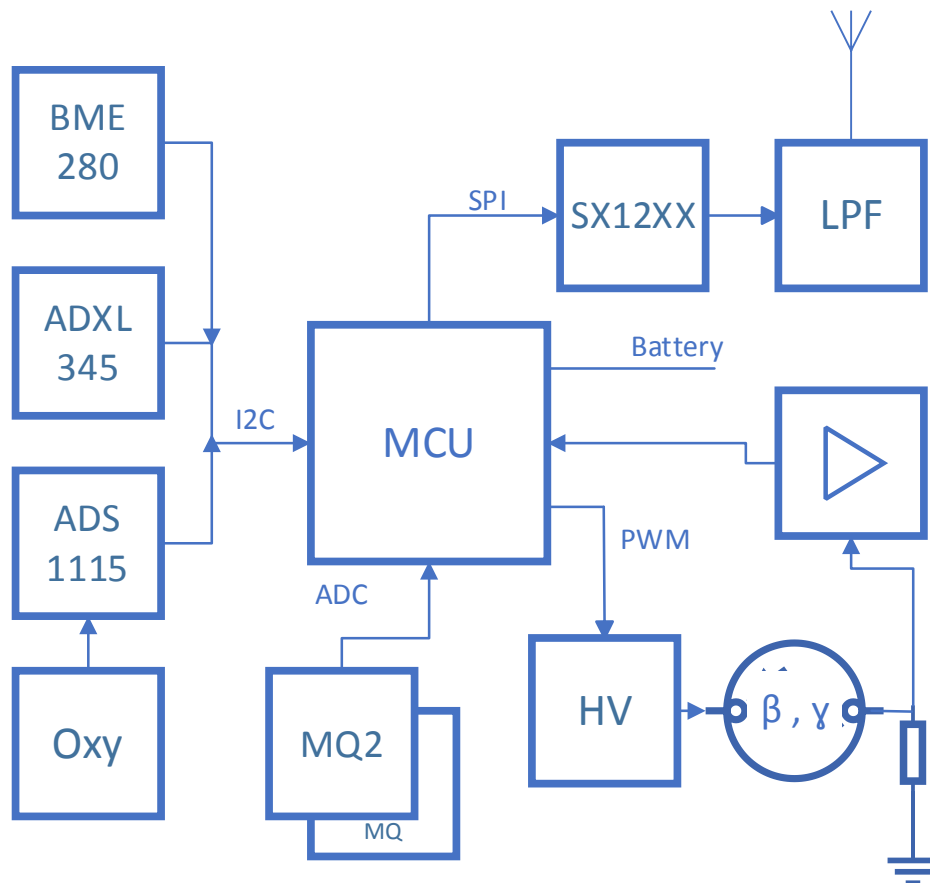 BME
280
SPI
SX12XX
LPF
ADXL
345
Battery
I2C
MCU
ADS
1115
PWM
ADC
Oxy
MQ2
HV
β , γ
MQ